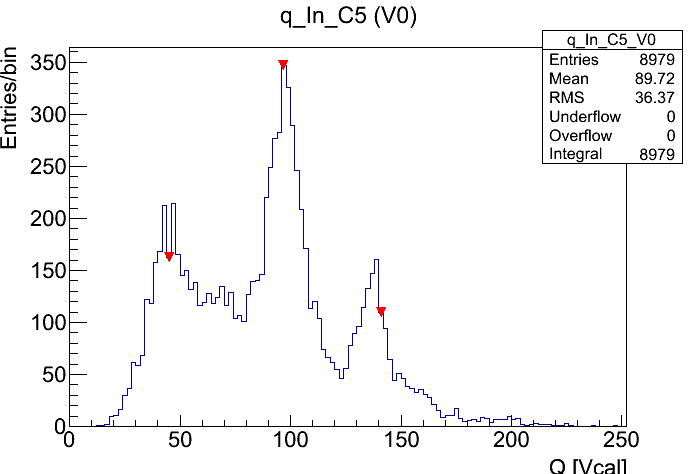 q_In_C5 (V0)
q_In_C5_V0
Entries 8979
Mean 89.72
RMS 36.37
Underflow 0
Overflow 0
Integral 8979
Entries/bin
350
300
250
200
150
100
50
0
0 50 100 150 200 250
Q [Vcal]